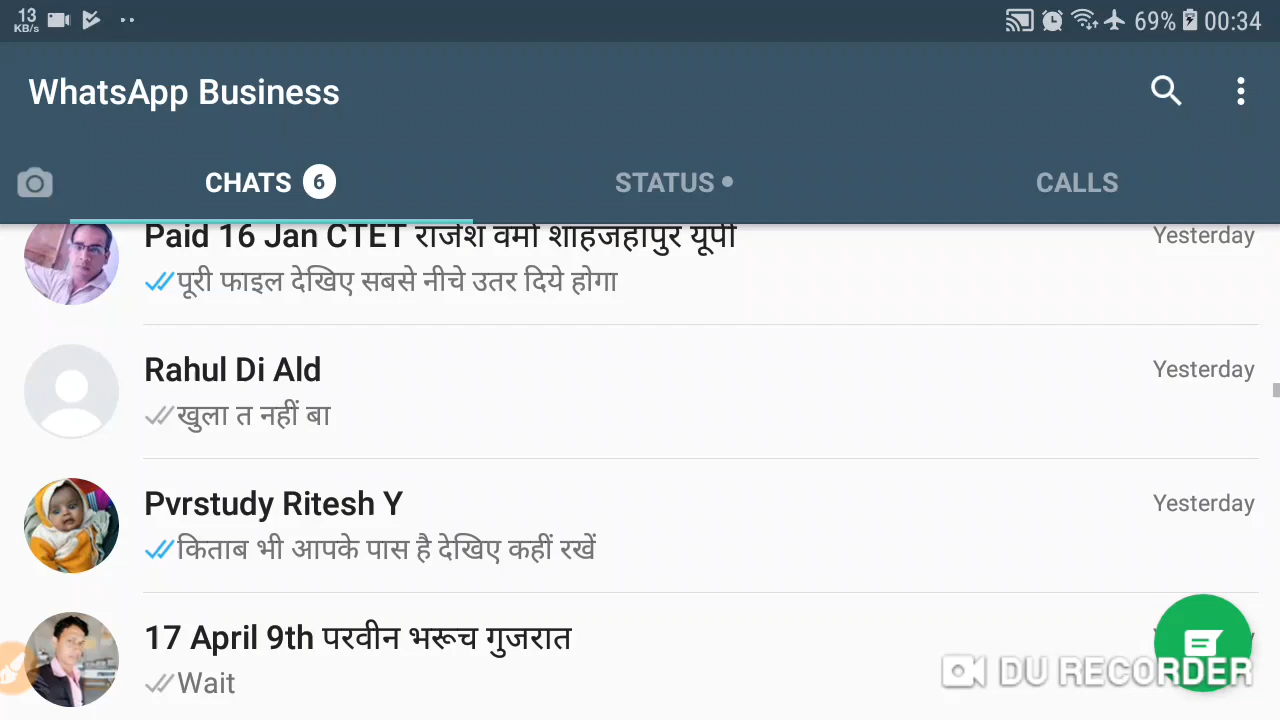 13
KB/s
69%
00:34
WhatsApp Business
CHATS 6
STATUS
CALLS
Paid 16 Jan CTET राजेश वर्मा शाहजहांपुर यूपी
Yesterday
पूरी फाइल देखिए सबसे नीचे उतर दिये होगा
Rahul Di Ald
Yesterday
खुला त नहीं बा
Pvrstudy Ritesh Y
Yesterday
किताब भी आपके पास है देखिए कहीं रखें
17 April 9th परवीन भरूच गुजरात
Wait
DU RECORDER